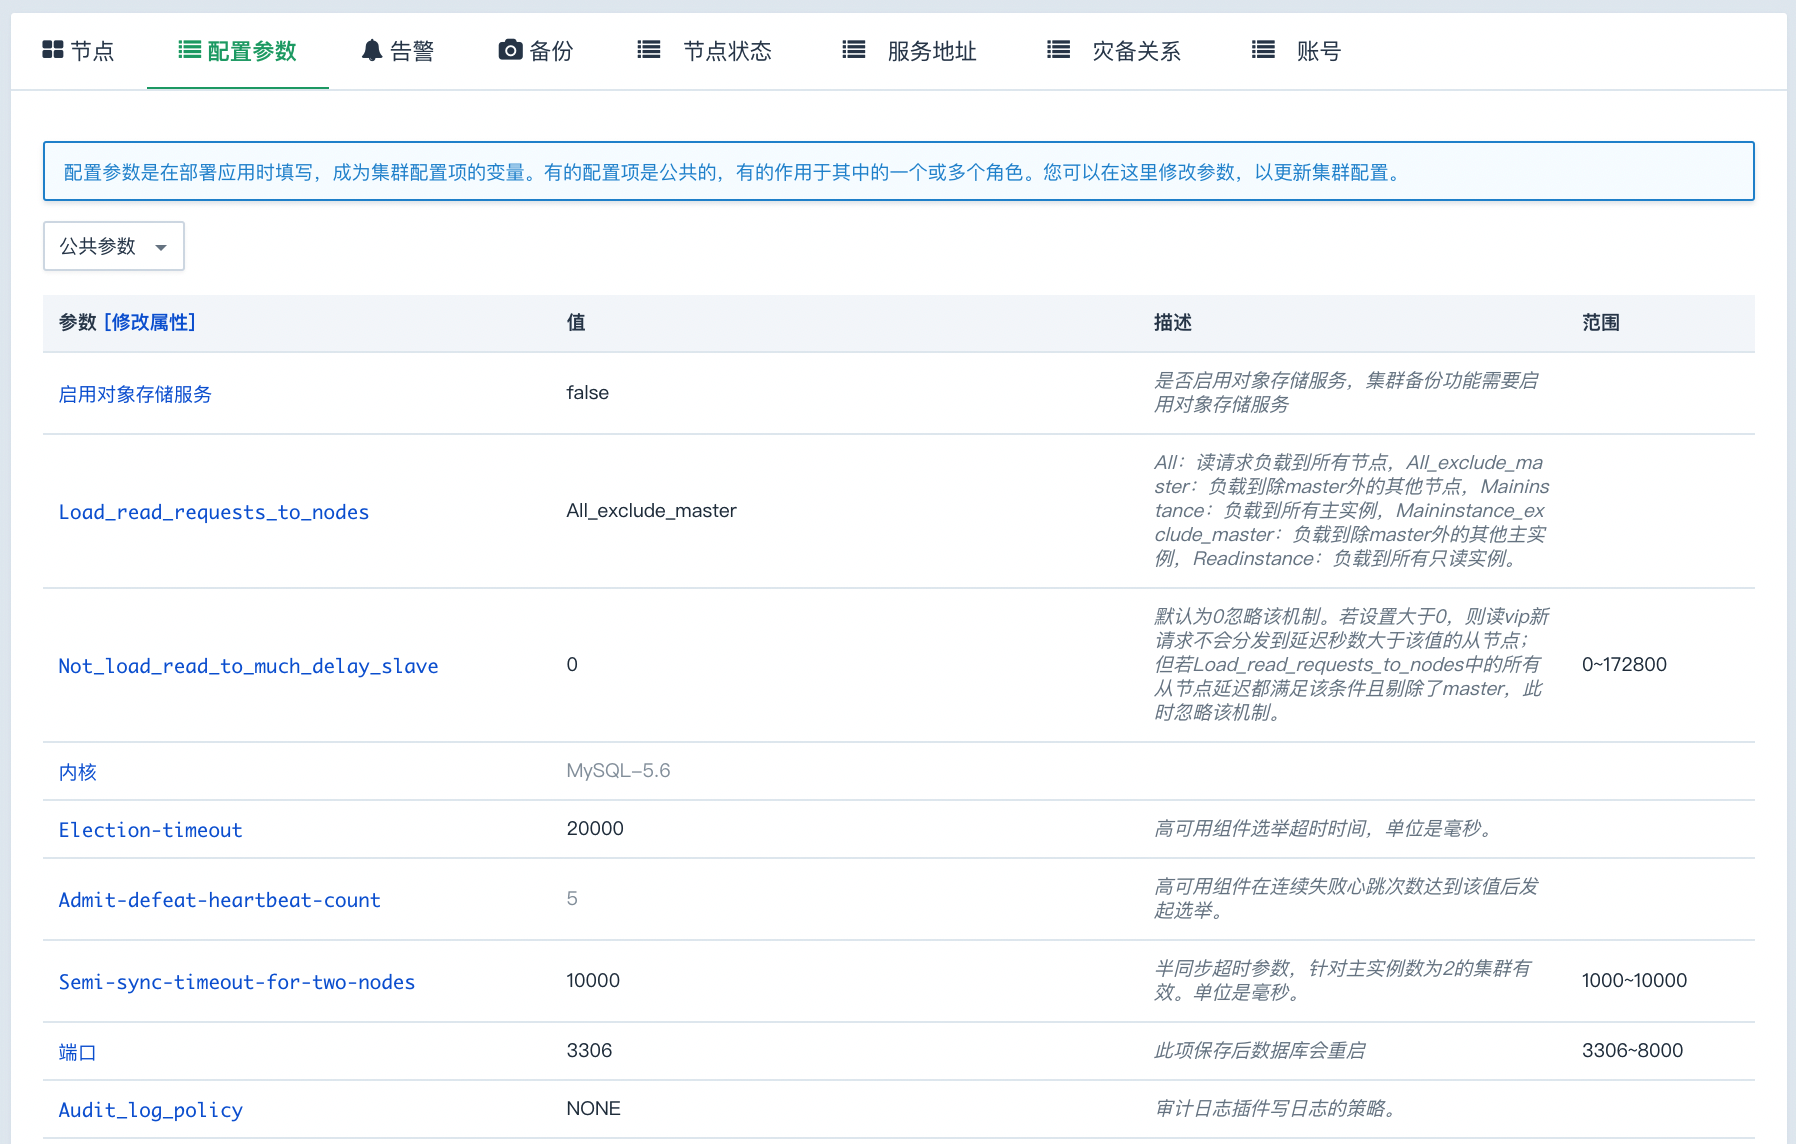 节点 配置参数 告警 备份 节点状态 服务地址 灾备关系 账号
配置参数是在部署应用时填写，成为集群配置项的变量。有的配置项是公共的，有的作用于其中的一个或多个角色。您可以在这里修改参数，以更新集群配置。
公共参数
参数 [修改属性] 值 描述 范围
启用对象存储服务 false 是否启用对象存储服务，集群备份功能需要启
用对象存储服务
Load_read_requests_to_nodes All_exclude_master All：读请求负载到所有节点，All_exclude_ma
ster：负载到除master外的其他节点，Mainins
tance：负载到所有主实例，Maininstance_ex
clude_master：负载到除master外的其他主实
例，Readinstance：负载到所有只读实例。
Not_load_read_to_much_delay_slave 0 默认为0忽略该机制。若设置大于0，则读vip新 0~172800
请求不会分发到延迟秒数大于该值的从节点；
但若Load_read_requests_to_nodes中的所有
从节点延迟都满足该条件且剔除了master，此
时忽略该机制。
内核 MySQL-5.6
Election-timeout 20000 高可用组件选举超时时间，单位是毫秒。
Admit-defeat-heartbeat-count 5 高可用组件在连续失败心跳次数达到该值后发
起选举。
Semi-sync-timeout-for-two-nodes 10000 半同步超时参数，针对主实例数为2的集群有 1000~10000
效。单位是毫秒。
端口 3306 此项保存后数据库会重启 3306~8000
Audit_log_policy NONE 审计日志插件写日志的策略。